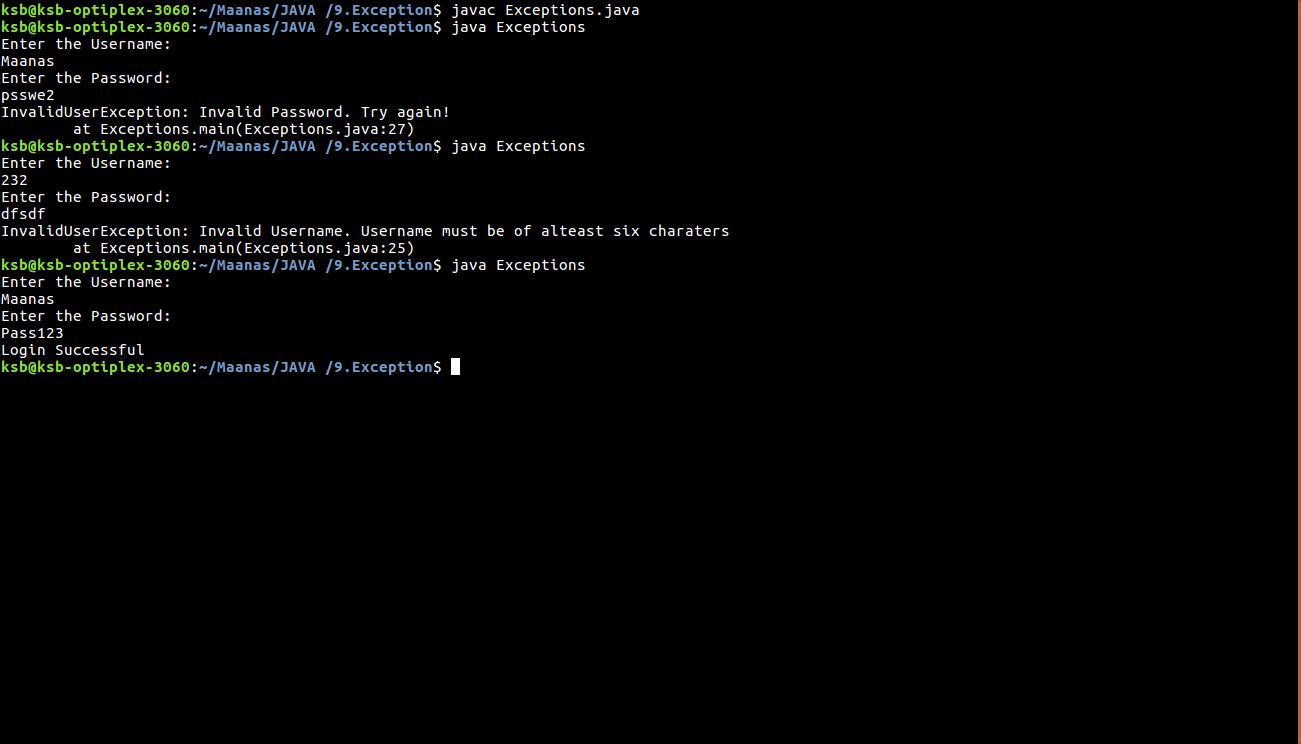 ksb@ksb-optiplex-3060:~/Maanas/JAVA /9.Exception$ javac Exceptions.java
ksb@ksb-optiplex-3060:~/Maanas/JAVA /9.Exception$ java Exceptions
Enter the Username:
Maanas
Enter the Password:
psswe2
InvalidUserException: Invalid Password. Try again!
        at Exceptions.main(Exceptions.java:27)
ksb@ksb-optiplex-3060:~/Maanas/JAVA /9.Exception$ java Exceptions
Enter the Username:
232
Enter the Password:
dfsdf
InvalidUserException: Invalid Username. Username must be of alteast six charaters
        at Exceptions.main(Exceptions.java:25)
ksb@ksb-optiplex-3060:~/Maanas/JAVA /9.Exception$ java Exceptions
Enter the Username:
Maanas
Enter the Password:
Pass123
Login Successful
ksb@ksb-optiplex-3060:~/Maanas/JAVA /9.Exception$